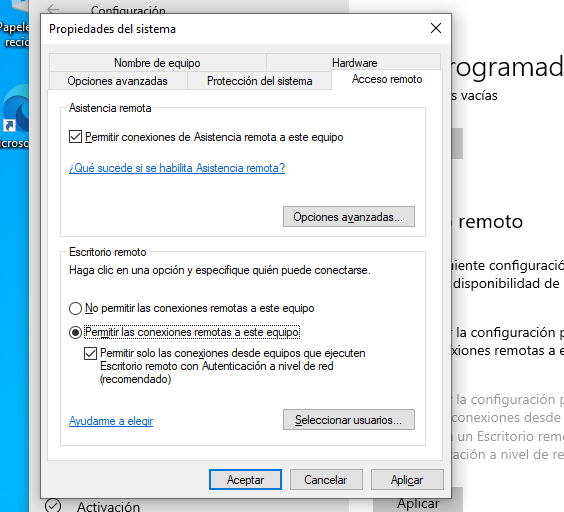 Configuración
Papele
recic
Microso
Propiedades del sistema
Nombre de equipo
Hardware
Opciones avanzadas
Protección del sistema
Acceso remoto
Asistencia remota
Permitir conexiones de Asistencia remota a este equipo
¿Qué sucede si se habilita Asistencia remota?
Opciones avanzadas...
Escritorio remoto
Haga clic en una opción y especifique quién puede conectarse.
No permitir las conexiones remotas a este equipo
Permitir las conexiones remotas a este equipo
Permitir solo las conexiones desde equipos que ejecuten
Escritorio remoto con Autenticación a nivel de red
(recomendado)
Ayudarme a elegir
Seleccionar usuarios...
Aceptar
Cancelar
Aplicar
Activación
rogramad
s vacías
remoto
uiente configuració
disponibilidad de
r la configuración p
xiones remotas a e
r la configuración p
conexiones desde
n un Escritorio rem
cación a nivel de re
Aplicar